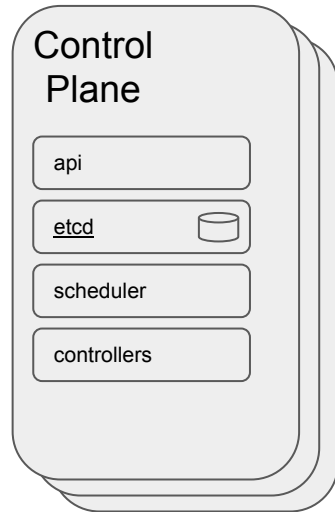 Control
Plane
api
etcd
scheduler
controllers